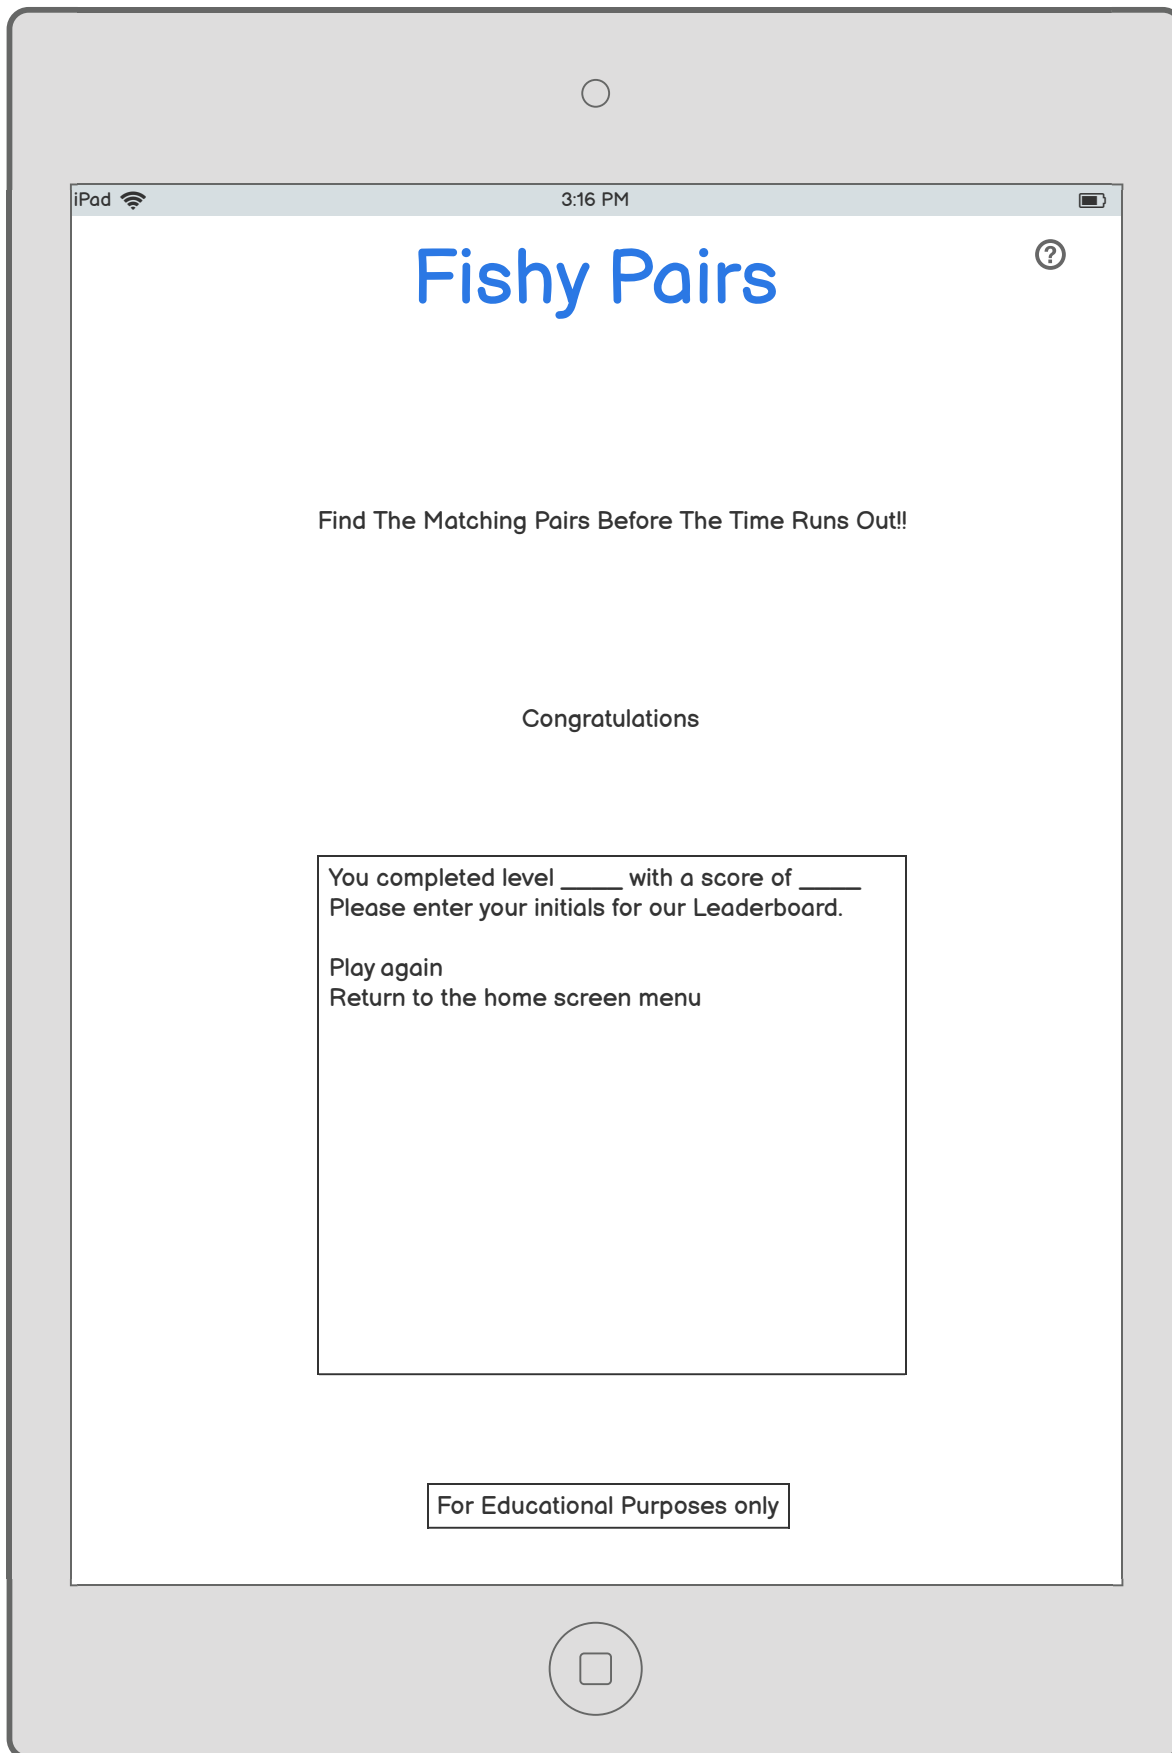 iPad 3:16 PM
Fishy Pairs
?
Find The Matching Pairs Before The Time Runs Out!!
Congratulations
You completed level _____ with a score of _____
Please enter your initials for our Leaderboard.
Play again
Return to the home screen menu
For Educational Purposes only